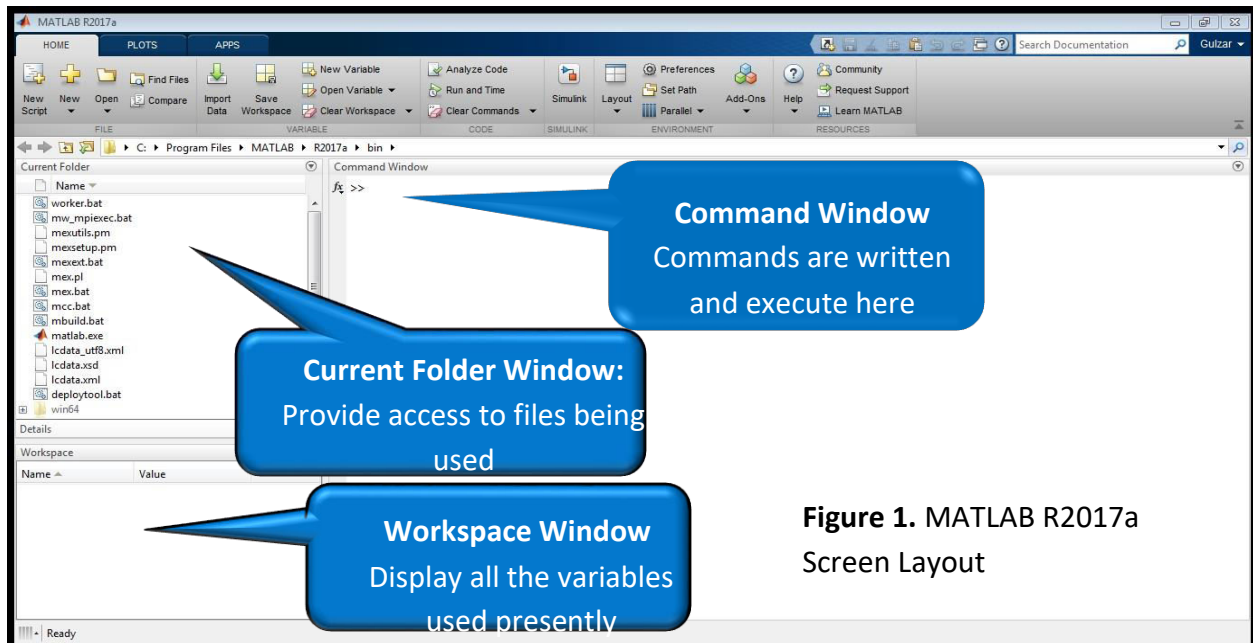 MATLAB R2017a
HOME PLOTS APPS Search Documentation Gulzar
New Script New Open Find Files Compare Import Data Save Workspace New Variable Open Variable Clear Workspace Analyze Code Run and Time Clear Commands Simulink Layout Preferences Set Path Parallel Add-Ons Help Community Request Support Learn MATLAB
FILE VARIABLE CODE SIMULINK ENVIRONMENT RESOURCES
C: Program Files MATLAB R2017a bin
Current Folder
Name
worker.bat
mw_mpiexec.bat
mexutils.pm
mexsetup.pm
mexext.bat
mex.pl
mex.bat
mcc.bat
mbuild.bat
matlab.exe
lcdata_utf8.xml
lcdata.xsd
lcdata.xml
deploytool.bat
win64
Details
Workspace
Name Value
Command Window
fx >>
Command Window
Commands are written
and execute here
Current Folder Window:
Provide access to files being
used
Workspace Window
Display all the variables
used presently
Figure 1. MATLAB R2017a
Screen Layout
Ready